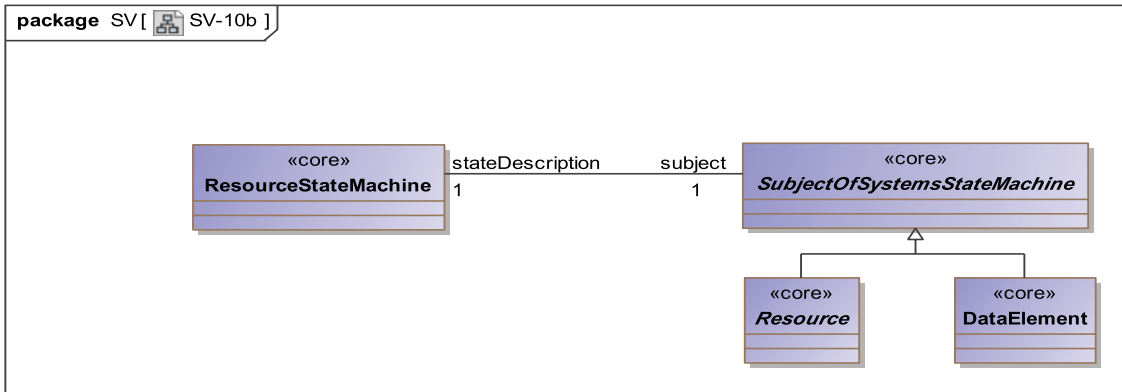 package SV [ SV-10b ]
«core»
ResourceStateMachine
stateDescription
1
subject
1
«core»
SubjectOfSystemsStateMachine
«core»
Resource
«core»
DataElement